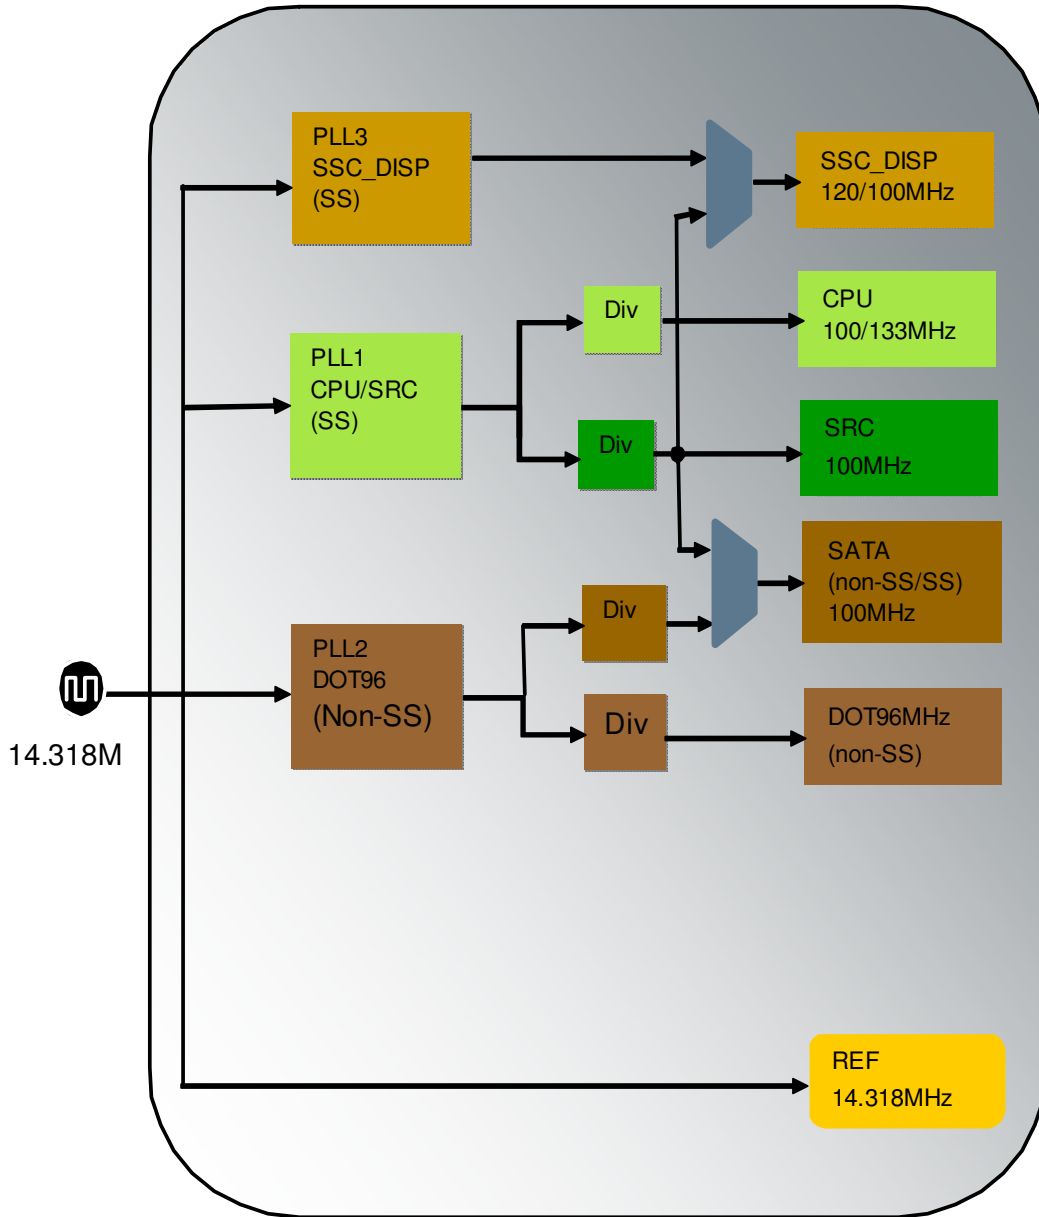 PLL3
SSC_DISP
(SS)
SSC_DISP
120/100MHz
Div
CPU
100/133MHz
PLL1
CPU/SRC
(SS)
Div
SRC
100MHz
SATA
(non-SS/SS)
100MHz
Div
PLL2
DOT96
(Non-SS)
Div
DOT96MHz
(non-SS)
14.318M
REF
14.318MHz